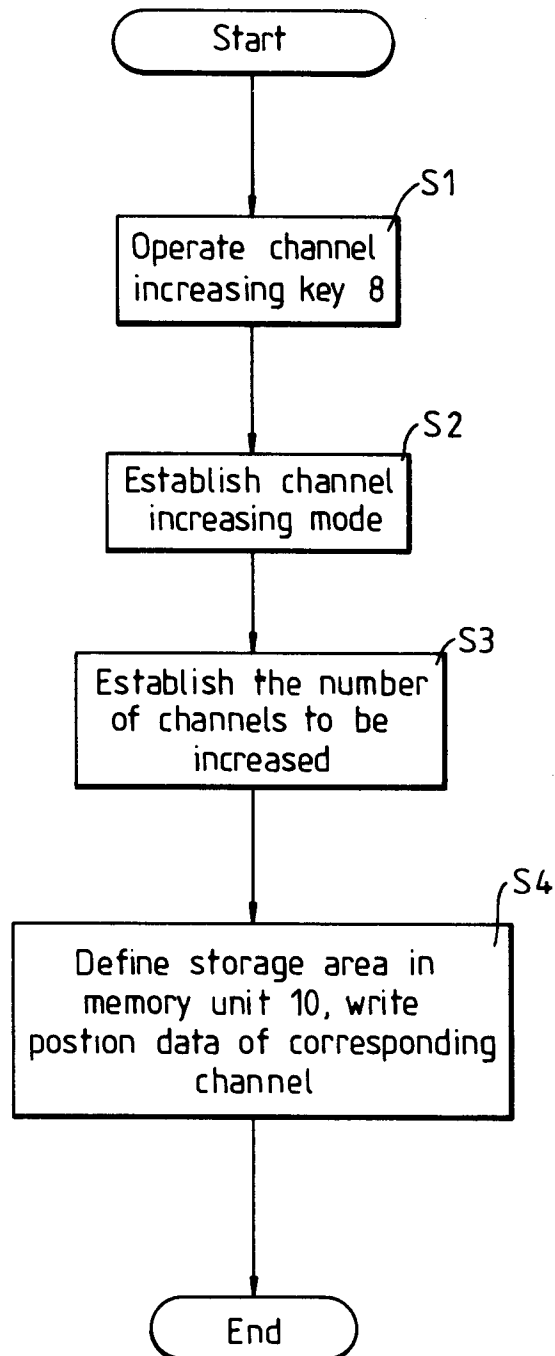 Start
S1
Operate channel
increasing key 8
S2
Establish channel
increasing mode
S3
Establish the number
of channels to be
increased
S4
Define storage area in
memory unit 10, write
postion data of corresponding
channel
End